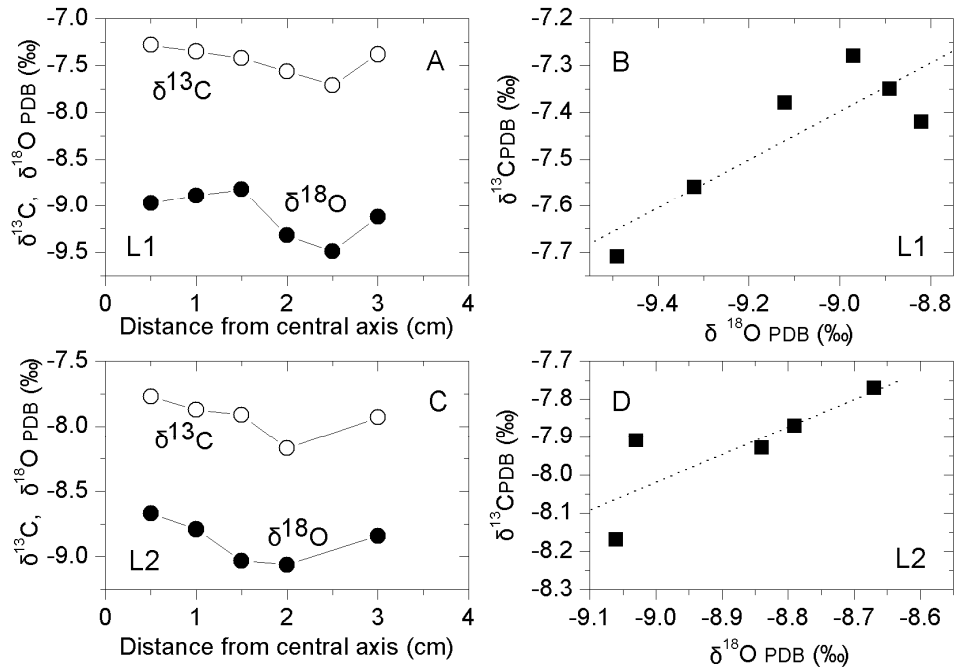 -7.0
-7.5
-8.0
-8.5
-9.0
-9.5
δ¹³C, δ¹⁸O PDB (‰)
A
δ¹³C
δ¹⁸O
L1
0 1 2 3 4
Distance from central axis (cm)
B
-7.3
-7.4
-7.5
-7.6
-7.7
δ¹³CPDB (‰)
L1
-9.4 -9.2 -9.0 -8.8
δ ¹⁸O PDB (‰)
-7.5
-8.0
-8.5
-9.0
δ¹³C, δ¹⁸O PDB (‰)
C
δ¹³C
δ¹⁸O
L2
0 1 2 3 4
Distance from central axis (cm)
-7.7
-7.8
-7.9
-8.0
-8.1
-8.2
-8.3
δ¹³CPDB (‰)
D
L2
-9.1 -9.0 -8.9 -8.8 -8.7 -8.6
δ¹⁸O PDB (‰)